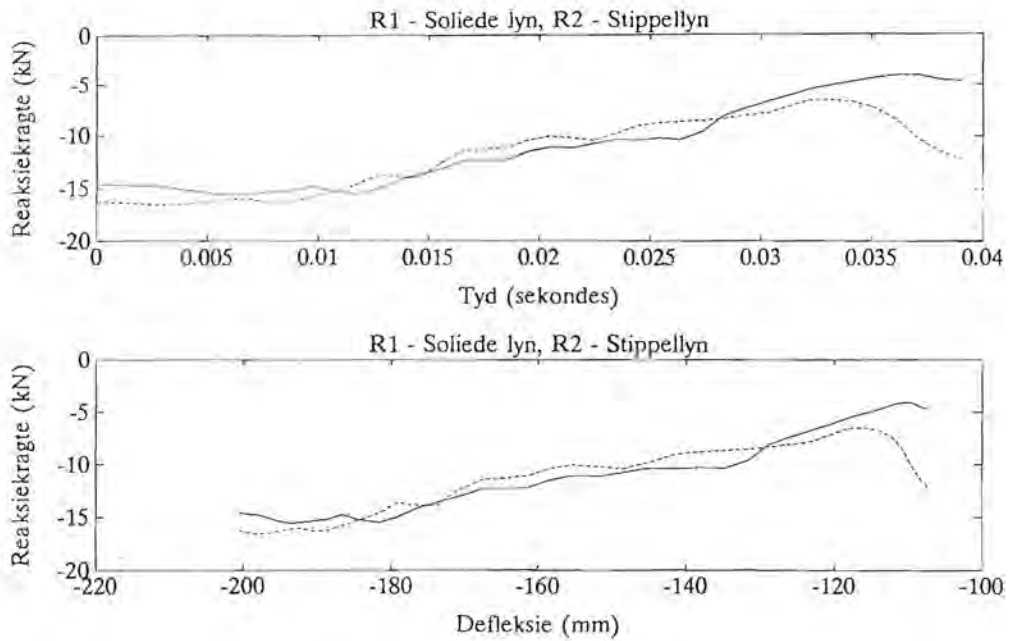 R1 - Soliede lyn, R2 - Stippellyn
Reaksiekragte (kN)
0
-5
-10
-15
-20
0 0.005 0.01 0.015 0.02 0.025 0.03 0.035 0.04
Tyd (sekondes)
R1 - Soliede lyn, R2 - Stippellyn
Reaksiekragte (kN)
0
-5
-10
-15
-20
-220 -200 -180 -160 -140 -120 -100
Defleksie (mm)